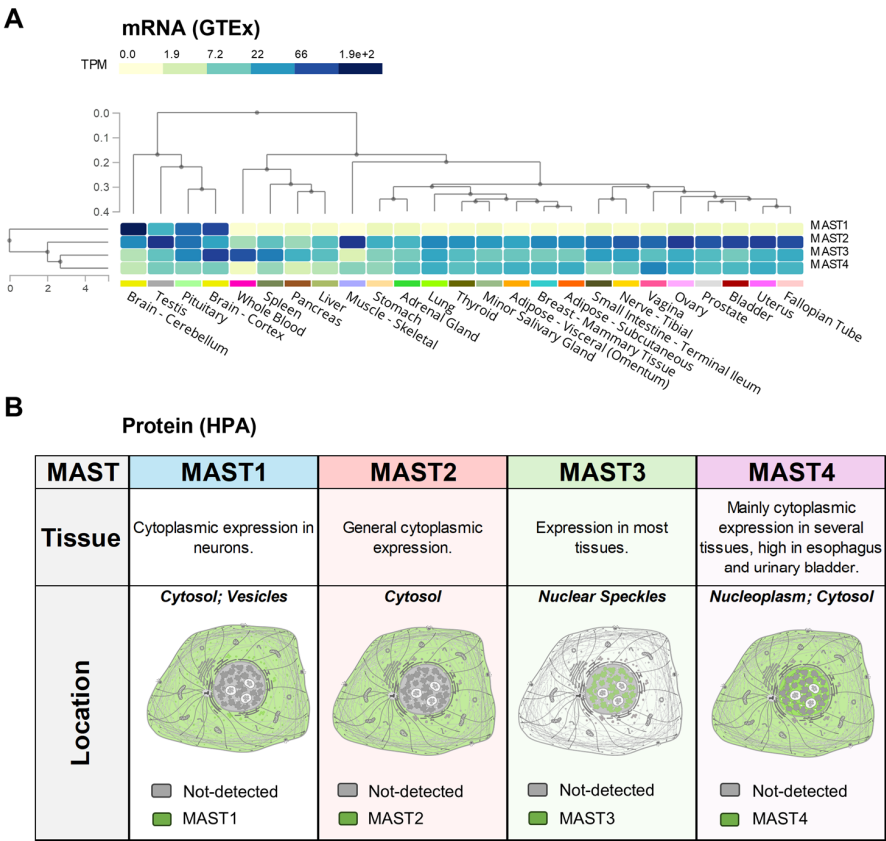 A
mRNA (GTEx)
0.0 1.9 7.2 22 66 1.9e+2
TPM
0.0
0.1
0.2
0.3
0.4
MAST1
MAST2
MAST3
MAST4
0 2 4
Brain - Cerebellum
Testis
Pituitary
Brain - Cortex
Whole Blood
Spleen
Pancreas
Liver
Muscle - Skeletal
Stomach
Adrenal Gland
Lung
Thyroid
Minor Salivary Gland
Adipose - Visceral (Omentum)
Breast - Mammary Tissue
Adipose - Subcutaneous
Small Intestine - Terminal Ileum
Nerve - Tibial
Vagina
Ovary
Prostate
Bladder
Uterus
Fallopian Tube
B
Protein (HPA)
MAST MAST1 MAST2 MAST3 MAST4
Tissue
Cytoplasmic expression in
neurons.
General cytoplasmic
expression.
Expression in most
tissues.
Mainly cytoplasmic
expression in several
tissues, high in esophagus
and urinary bladder.
Location
Cytosol; Vesicles
Not-detected
MAST1
Cytosol
Not-detected
MAST2
Nuclear Speckles
Not-detected
MAST3
Nucleoplasm; Cytosol
Not-detected
MAST4